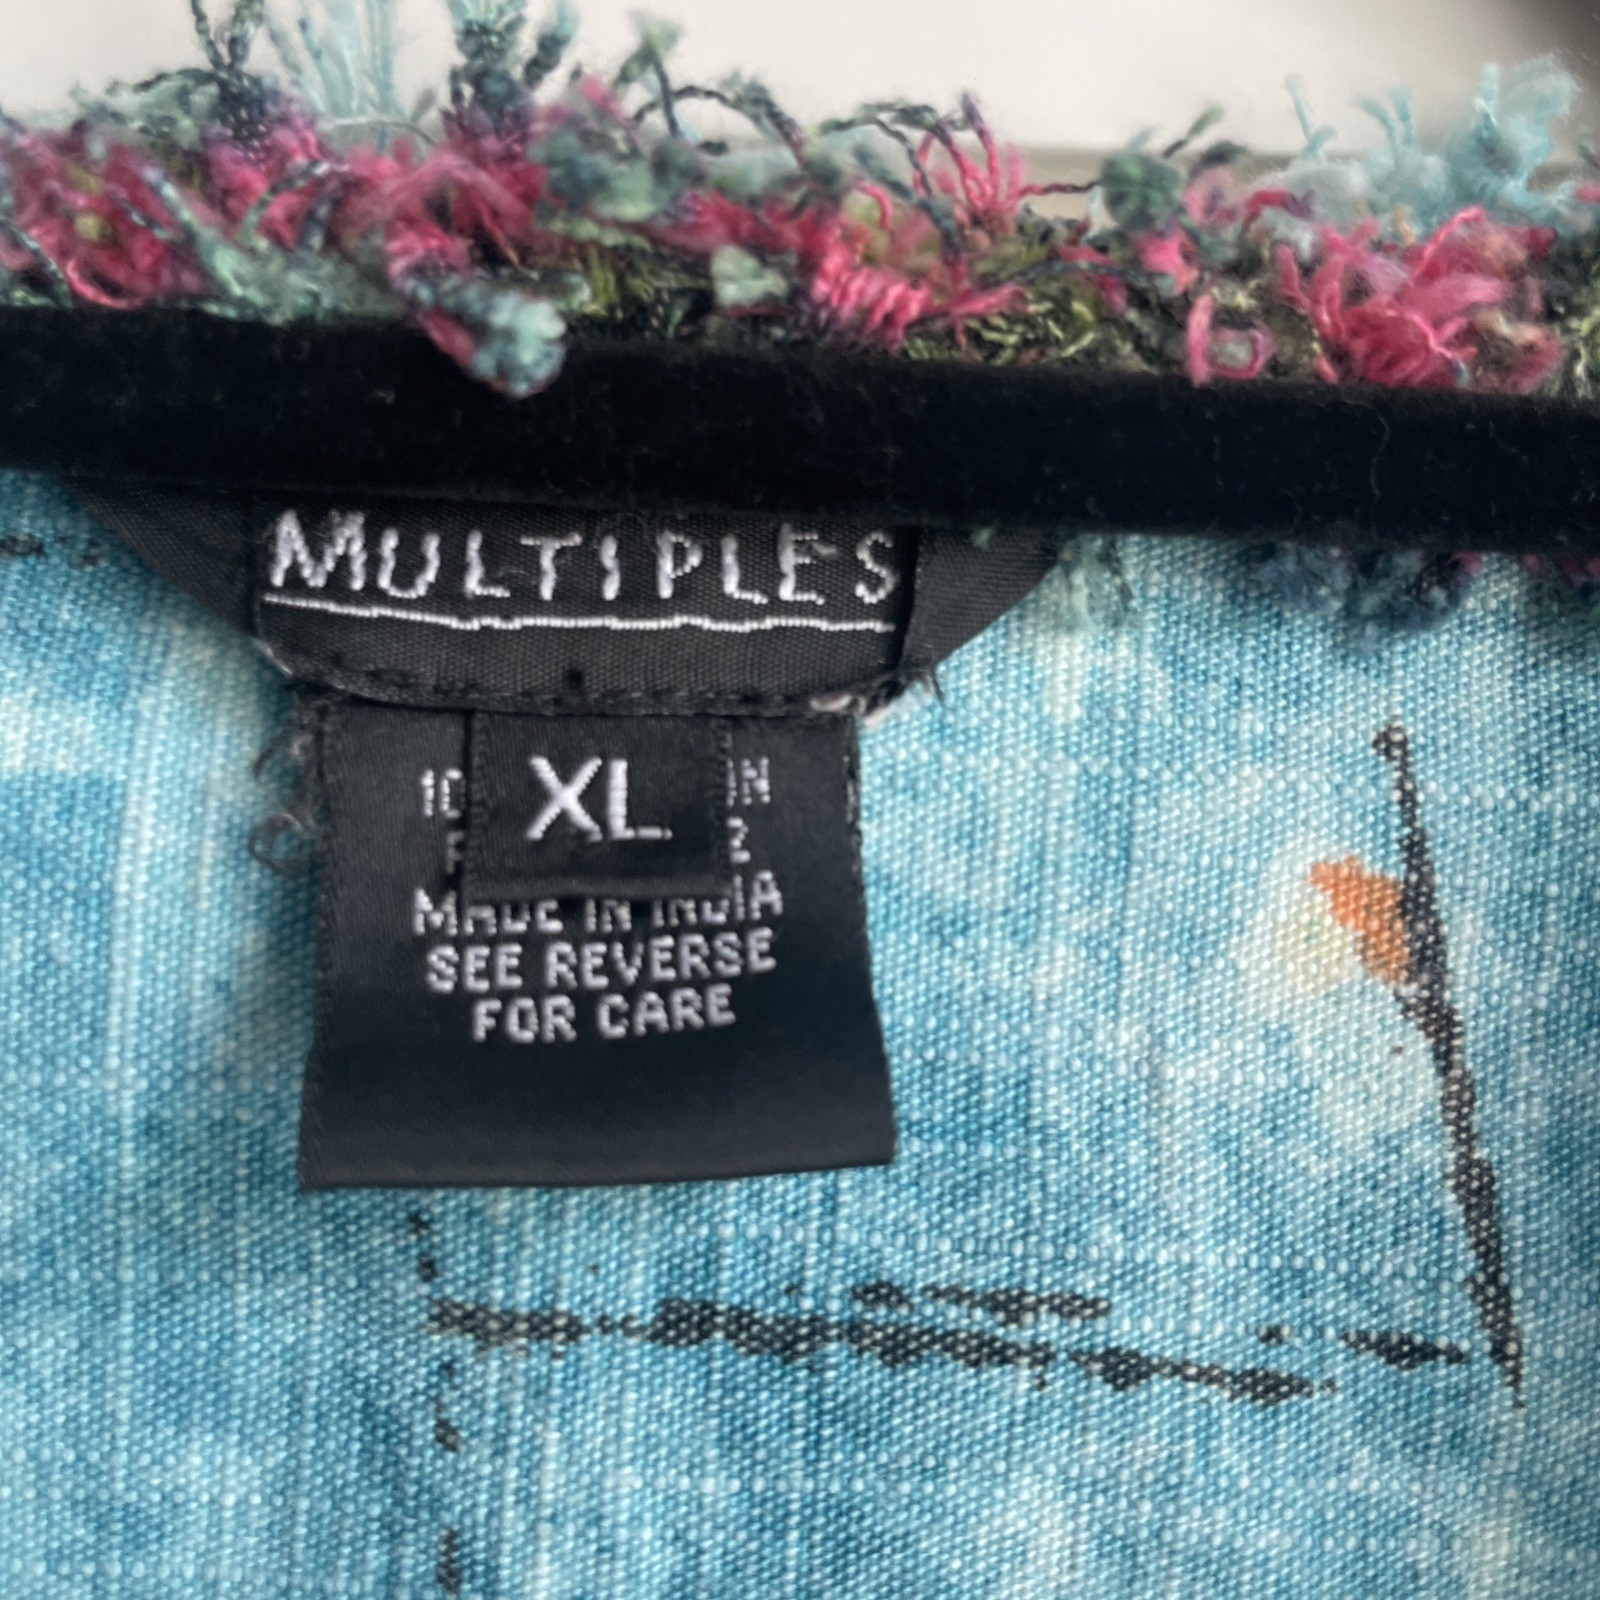 MULTIPLES
XL
MADE IN INDIA
SEE REVERSE
FOR CARE